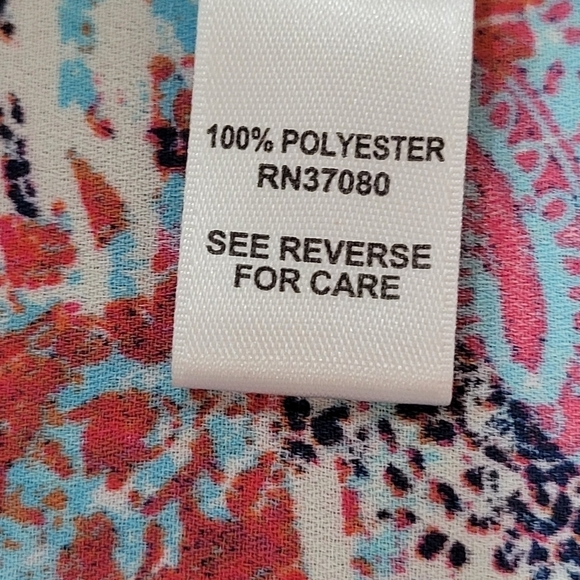 100% POLYESTER
RN37080
SEE REVERSE
FOR CARE